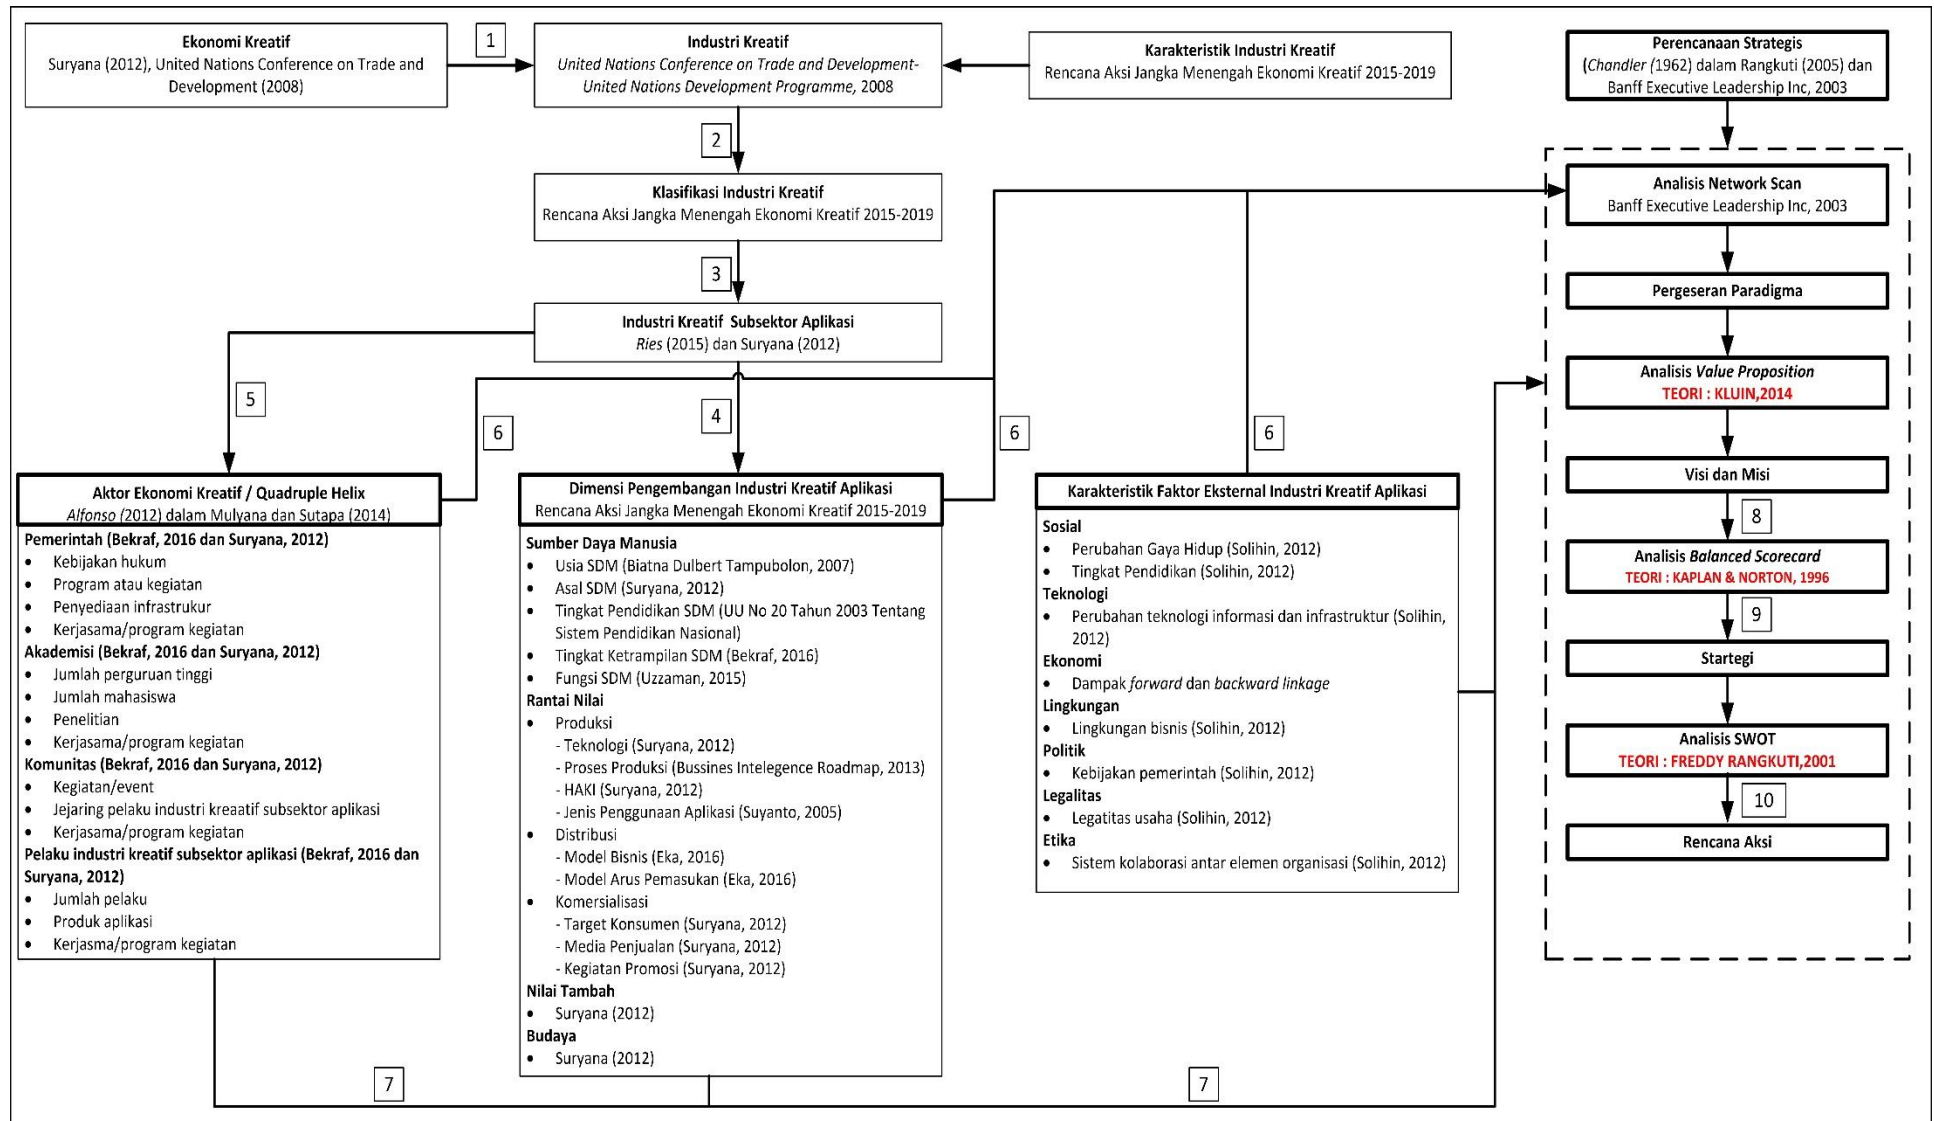 Ekonomi Kreatif
Suryana (2012), United Nations Conference on Trade and
Development (2008)
1
Industri Kreatif
United Nations Conference on Trade and Development-
United Nations Development Programme, 2008
Karakteristik Industri Kreatif
Rencana Aksi Jangka Menengah Ekonomi Kreatif 2015-2019
2
Klasifikasi Industri Kreatif
Rencana Aksi Jangka Menengah Ekonomi Kreatif 2015-2019
3
Industri Kreatif Subsektor Aplikasi
Ries (2015) dan Suryana (2012)
5
4
6
6
6
Aktor Ekonomi Kreatif / Quadruple Helix
Alfonso (2012) dalam Mulyana dan Sutapa (2014)
Pemerintah (Bekraf, 2016 dan Suryana, 2012)
• Kebijakan hukum
• Program atau kegiatan
• Penyediaan infrastrukur
• Kerjasama/program kegiatan
Akademisi (Bekraf, 2016 dan Suryana, 2012)
• Jumlah perguruan tinggi
• Jumlah mahasiswa
• Penelitian
• Kerjasama/program kegiatan
Komunitas (Bekraf, 2016 dan Suryana, 2012)
• Kegiatan/event
• Jejaring pelaku industri kreaatif subsektor aplikasi
• Kerjasama/program kegiatan
Pelaku industri kreatif subsektor aplikasi (Bekraf, 2016 dan
Suryana, 2012)
• Jumlah pelaku
• Produk aplikasi
• Kerjasma/program kegiatan
Dimensi Pengembangan Industri Kreatif Aplikasi
Rencana Aksi Jangka Menengah Ekonomi Kreatif 2015-2019
Sumber Daya Manusia
• Usia SDM (Biatna Dulbert Tampubolon, 2007)
• Asal SDM (Suryana, 2012)
• Tingkat Pendidikan SDM (UU No 20 Tahun 2003 Tentang
Sistem Pendidikan Nasional)
• Tingkat Ketrampilan SDM (Bekraf, 2016)
• Fungsi SDM (Uzzaman, 2015)
Rantai Nilai
• Produksi
- Teknologi (Suryana, 2012)
- Proses Produksi (Bussines Intelegence Roadmap, 2013)
- HAKI (Suryana, 2012)
- Jenis Penggunaan Aplikasi (Suyanto, 2005)
• Distribusi
- Model Bisnis (Eka, 2016)
- Model Arus Pemasukan (Eka, 2016)
• Komersialisasi
- Target Konsumen (Suryana, 2012)
- Media Penjualan (Suryana, 2012)
- Kegiatan Promosi (Suryana, 2012)
Nilai Tambah
• Suryana (2012)
Budaya
• Suryana (2012)
Karakteristik Faktor Eksternal Industri Kreatif Aplikasi
Sosial
• Perubahan Gaya Hidup (Solihin, 2012)
• Tingkat Pendidikan (Solihin, 2012)
Teknologi
• Perubahan teknologi informasi dan infrastruktur (Solihin,
2012)
Ekonomi
• Dampak forward dan backward linkage
Lingkungan
• Lingkungan bisnis (Solihin, 2012)
Politik
• Kebijakan pemerintah (Solihin, 2012)
Legalitas
• Legatitas usaha (Solihin, 2012)
Etika
• Sistem kolaborasi antar elemen organisasi (Solihin, 2012)
7
7
Perencanaan Strategis
(Chandler (1962) dalam Rangkuti (2005) dan
Banff Executive Leadership Inc, 2003
Analisis Network Scan
Banff Executive Leadership Inc, 2003
Pergeseran Paradigma
Analisis Value Proposition
TEORI : KLUIN,2014
Visi dan Misi
8
Analisis Balanced Scorecard
TEORI : KAPLAN & NORTON, 1996
9
Startegi
Analisis SWOT
TEORI : FREDDY RANGKUTI,2001
10
Rencana Aksi